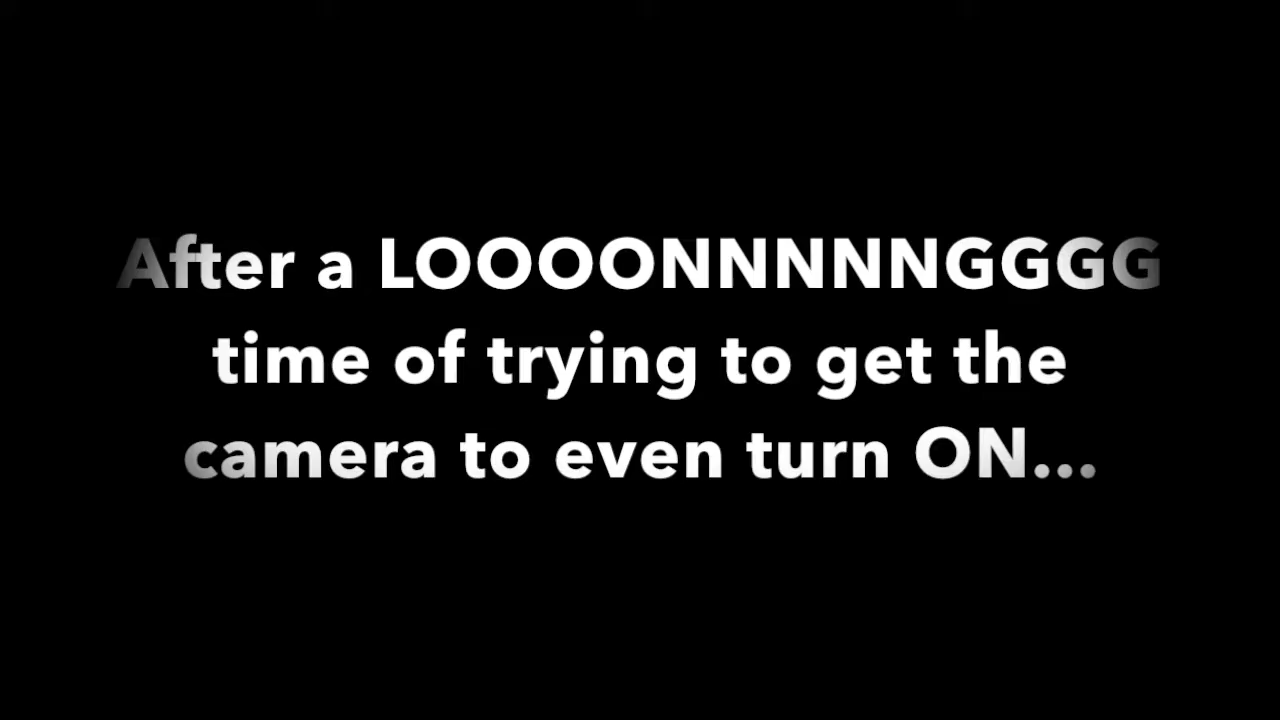 After a LOOOONNNNNGGGG
time of trying to get the
camera to even turn ON...